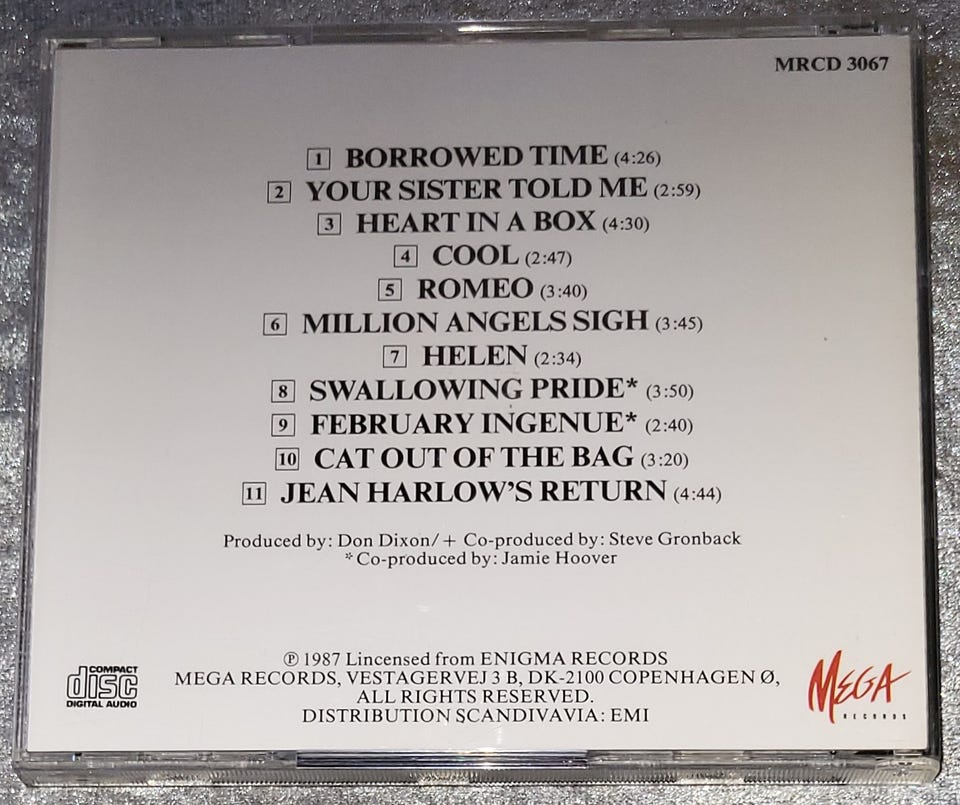 MRCD 3067
1 BORROWED TIME (4:26)
2 YOUR SISTER TOLD ME (2:59)
3 HEART IN A BOX (4:30)
4 COOL (2:47)
5 ROMEO (3:40)
6 MILLION ANGELS SIGH (3:45)
7 HELEN (2:34)
8 SWALLOWING PRIDE* (3:50)
9 FEBRUARY INGENUE* (2:40)
10 CAT OUT OF THE BAG (3:20)
11 JEAN HARLOW'S RETURN (4:44)
Produced by: Don Dixon/+ Co-produced by: Steve Gronback
* Co-produced by: Jamie Hoover
℗ 1987 Lincensed from ENIGMA RECORDS
MEGA RECORDS, VESTAGERVEJ 3 B, DK-2100 COPENHAGEN Ø,
ALL RIGHTS RESERVED.
DISTRIBUTION SCANDIVAVIA: EMI
COMPACT
disc
DIGITAL AUDIO
MEGA
RECORDS